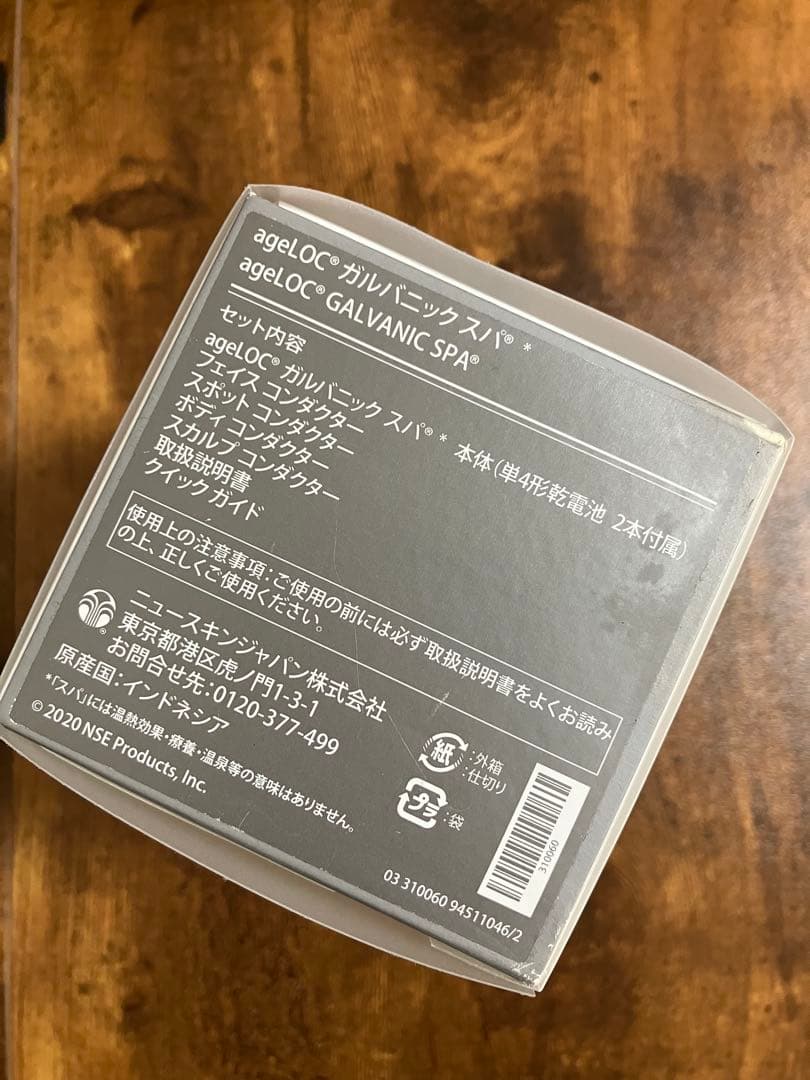 ageLOC® ガルバニック スパ® *
ageLOC® GALVANIC SPA®
セット内容
ageLOC® ガルバニック スパ® * 本体（単4形乾電池 2本付属）
フェイス コンダクター
スポット コンダクター
ボディ コンダクター
スカルプ コンダクター
取扱説明書
クイック ガイド
使用上の注意事項：ご使用の前には必ず取扱説明書をよくお読み
の上、正しくご使用ください。
ニュースキンジャパン株式会社
東京都港区虎ノ門1-3-1
お問合せ先：0120-377-499
原産国：インドネシア
*「スパ」には温熱効果・療養・温泉等の意味はありません。
© 2020 NSE Products, Inc.
紙 ：外箱
：仕切り
プラ ：袋
310060
03 310060 94511046/2